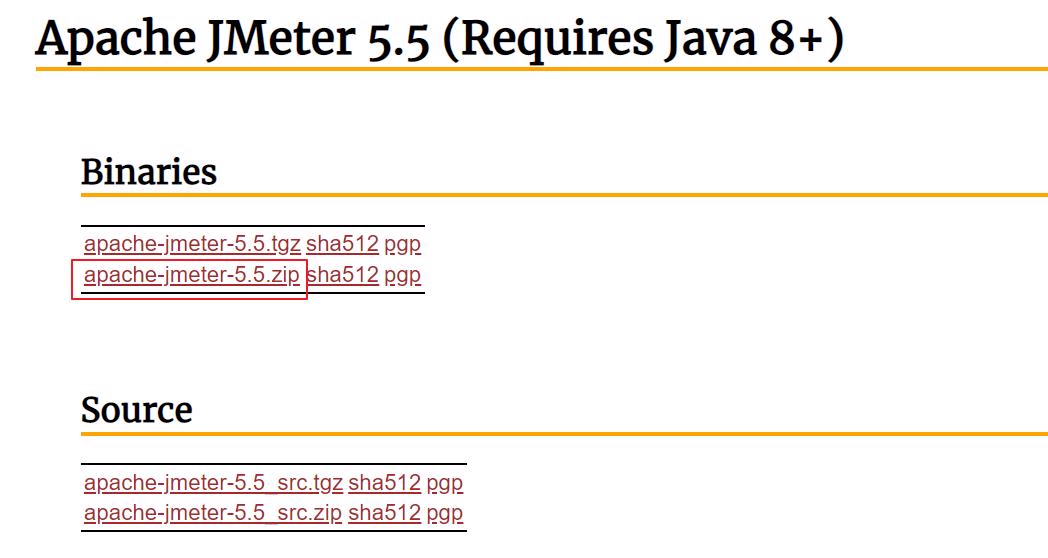 Apache JMeter 5.5 (Requires Java 8+)
Binaries
apache-jmeter-5.5.tgz sha512 pgp
apache-jmeter-5.5.zip sha512 pgp
Source
apache-jmeter-5.5_src.tgz sha512 pgp
apache-jmeter-5.5_src.zip sha512 pgp